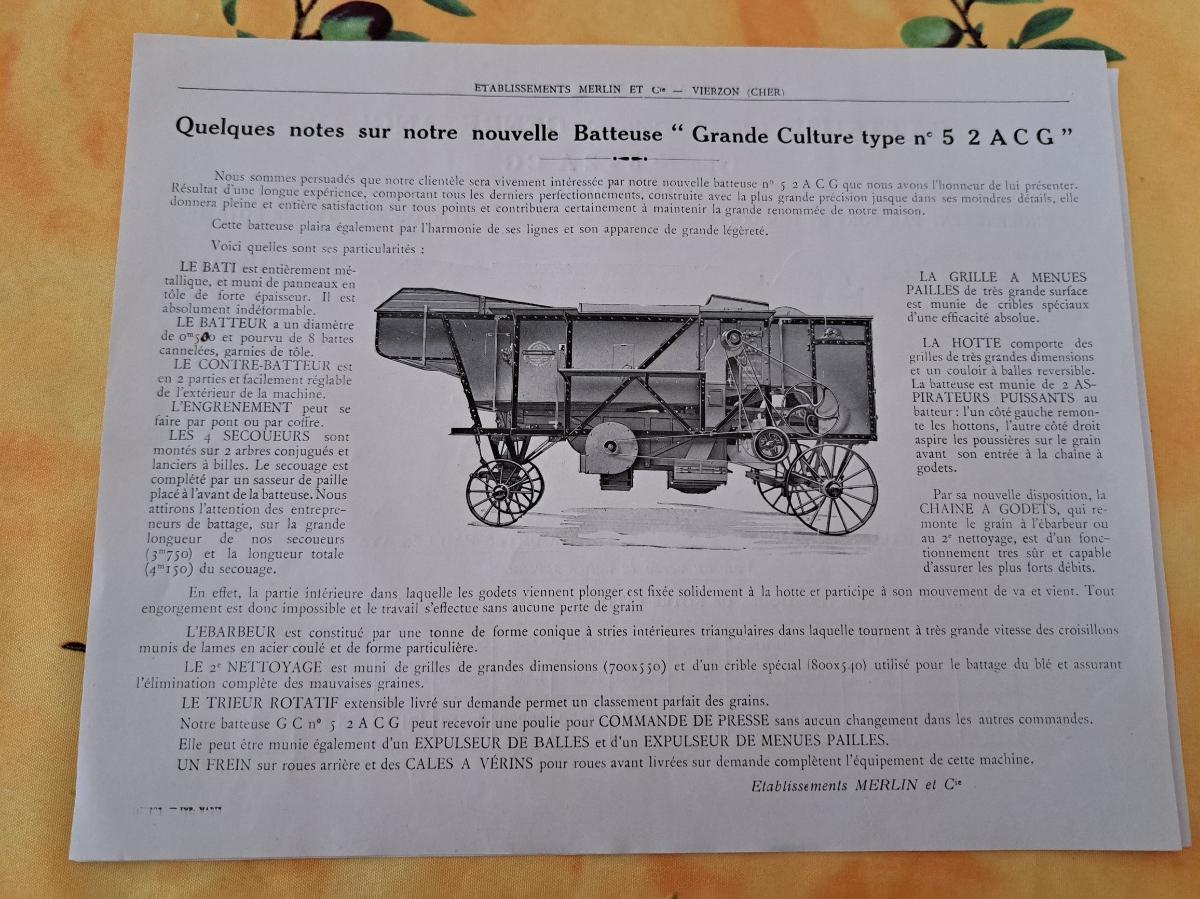 ETABLISSEMENTS MERLIN ET Cie — VIERZON (CHER)
Quelques notes sur notre nouvelle Batteuse “ Grande Culture type n° 5 2 A C G ”
Nous sommes persuadés que notre clientèle sera vivement intéressée par notre nouvelle batteuse n° 5 2 A C G que nous avons l'honneur de lui présenter.
Résultat d'une longue expérience, comportant tous les derniers perfectionnements, construite avec la plus grande précision jusque dans ses moindres détails, elle
donnera pleine et entière satisfaction sur tous points et contribuera certainement à maintenir la grande renommée de notre maison.
Cette batteuse plaira également par l'harmonie de ses lignes et son apparence de grande légèreté.
Voici quelles sont ses particularités :
LE BATI est entièrement mé-
tallique, et muni de panneaux en
tôle de forte épaisseur. Il est
absolument indéformable.
LE BATTEUR a un diamètre
de 0m500 et pourvu de 8 battes
cannelées, garnies de tôle.
LE CONTRE-BATTEUR est
en 2 parties et facilement réglable
de l'extérieur de la machine.
L'ENGRENEMENT peut se
faire par pont ou par coffre.
LES 4 SECOUEURS sont
montés sur 2 arbres conjugués et
lanciers à billes. Le secouage est
complété par un sasseur de paille
placé à l'avant de la batteuse. Nous
attirons l'attention des entrepre-
neurs de battage, sur la grande
longueur de nos secoueurs
(3m750) et la longueur totale
(4m150) du secouage.
LA GRILLE A MENUES
PAILLES de très grande surface
est munie de cribles spéciaux
d'une efficacité absolue.
LA HOTTE comporte des
grilles de très grandes dimensions
et un couloir à balles reversible.
La batteuse est munie de 2 AS-
PIRATEURS PUISSANTS au
batteur : l'un côté gauche remon-
te les hottons, l'autre côté droit
aspire les poussières sur le grain
avant son entrée à la chaine à
godets.
Par sa nouvelle disposition, la
CHAINE A GODETS, qui re-
monte le grain à l'ébarbeur ou
au 2e nettoyage, est d'un fonc-
tionnement tres sûr et capable
d'assurer les plus forts débits.
En effet, la partie intérieure dans laquelle les godets viennent plonger est fixée solidement à la hotte et participe à son mouvement de va et vient. Tout
engorgement est donc impossible et le travail s'effectue sans aucune perte de grain
L'EBARBEUR est constitué par une tonne de forme conique à stries intérieures triangulaires dans laquelle tournent à très grande vitesse des croisillons
munis de lames en acier coulé et de forme particulière.
LE 2e NETTOYAGE est muni de grilles de grandes dimensions (700x550) et d'un crible spécial (800x540) utilisé pour le battage du blé et assurant
l'élimination complète des mauvaises graines.
LE TRIEUR ROTATIF extensible livré sur demande permet un classement parfait des grains.
Notre batteuse G C n° 5 2 A C G peut recevoir une poulie pour COMMANDE DE PRESSE sans aucun changement dans les autres commandes.
Elle peut être munie également d'un EXPULSEUR DE BALLES et d'un EXPULSEUR DE MENUES PAILLES.
UN FREIN sur roues arrière et des CALES A VÉRINS pour roues avant livrées sur demande complètent l'équipement de cette machine.
Etablissements MERLIN et Cie